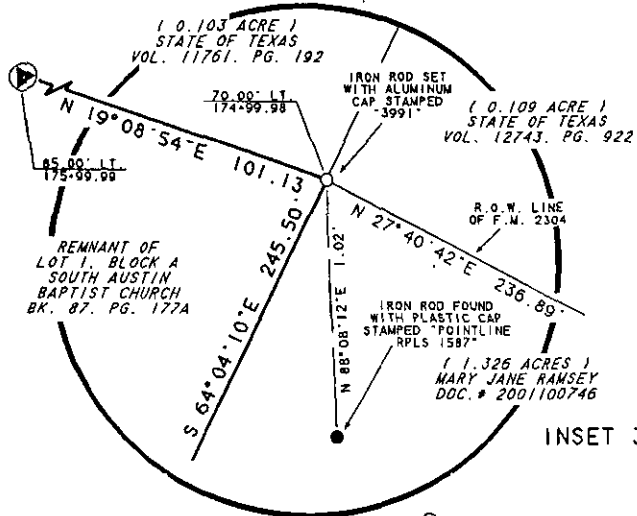 ( 0.103 ACRE )
STATE OF TEXAS
VOL. 11761. PG. 192
IRON ROD SET
WITH ALUMINUM
CAP STAMPED
"3991"
70.00' LT
174+99.98
( 0.109 ACRE )
STATE OF TEXAS
VOL. 12743. PG. 922
N 19°08'54"E 101.13
85.00' LT.
175+99.99
R.O.W. LINE
OF F.M. 2304
N 27°40'42"E 236.89'
REMNANT OF
LOT 1. BLOCK A
SOUTH AUSTIN
BAPTIST CHURCH
BK. 87. PG. 177A
S 64°04'10"E 245.50'
N 88°08'12"E 1.02'
IRON ROD FOUND
WITH PLASTIC CAP
STAMPED "POINTLINE
RPLS 1587"
( 1.326 ACRES )
MARY JANE RAMSEY
DOC.# 2001100746
INSET